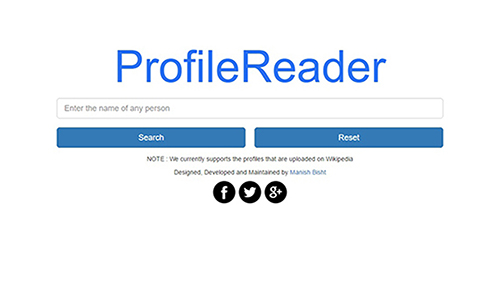 ProfileReader
Enter the name of any person
Search Reset
NOTE : We currently supports the profiles that are uploaded on Wikipedia
Designed, Developed and Maintained by Manish Bisht
f g+